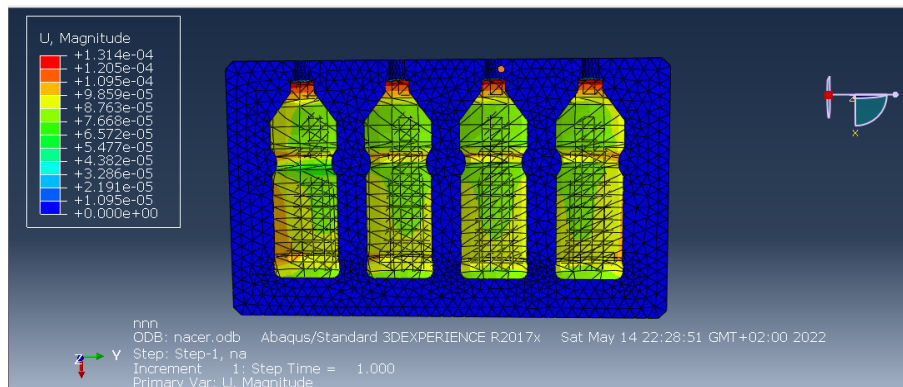 U, Magnitude
+1.314e-04
+1.205e-04
+1.095e-04
+9.859e-05
+8.763e-05
+7.668e-05
+6.572e-05
+5.477e-05
+4.382e-05
+3.286e-05
+2.191e-05
+1.095e-05
+0.000e+00
Z
X
nnn
ODB: nacer.odb Abaqus/Standard 3DEXPERIENCE R2017x Sat May 14 22:28:51 GMT+02:00 2022
Z Y
Step: Step-1, na
Increment 1: Step Time = 1.000
Primary Var: U, Magnitude